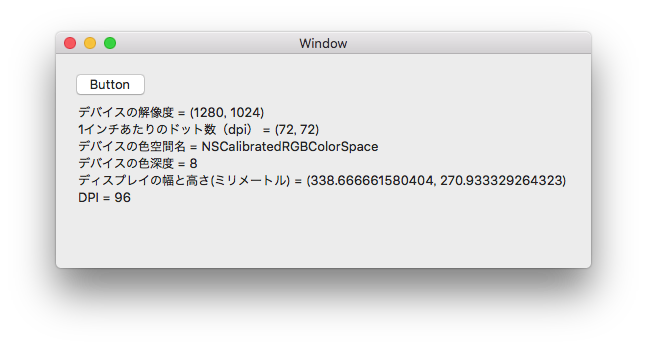 Window
Button
デバイスの解像度 = (1280, 1024)
1インチあたりのドット数（dpi） = (72, 72)
デバイスの色空間名 = NSCalibratedRGBColorSpace
デバイスの色深度 = 8
ディスプレイの幅と高さ(ミリメートル) = (338.666661580404, 270.933329264323)
DPI = 96